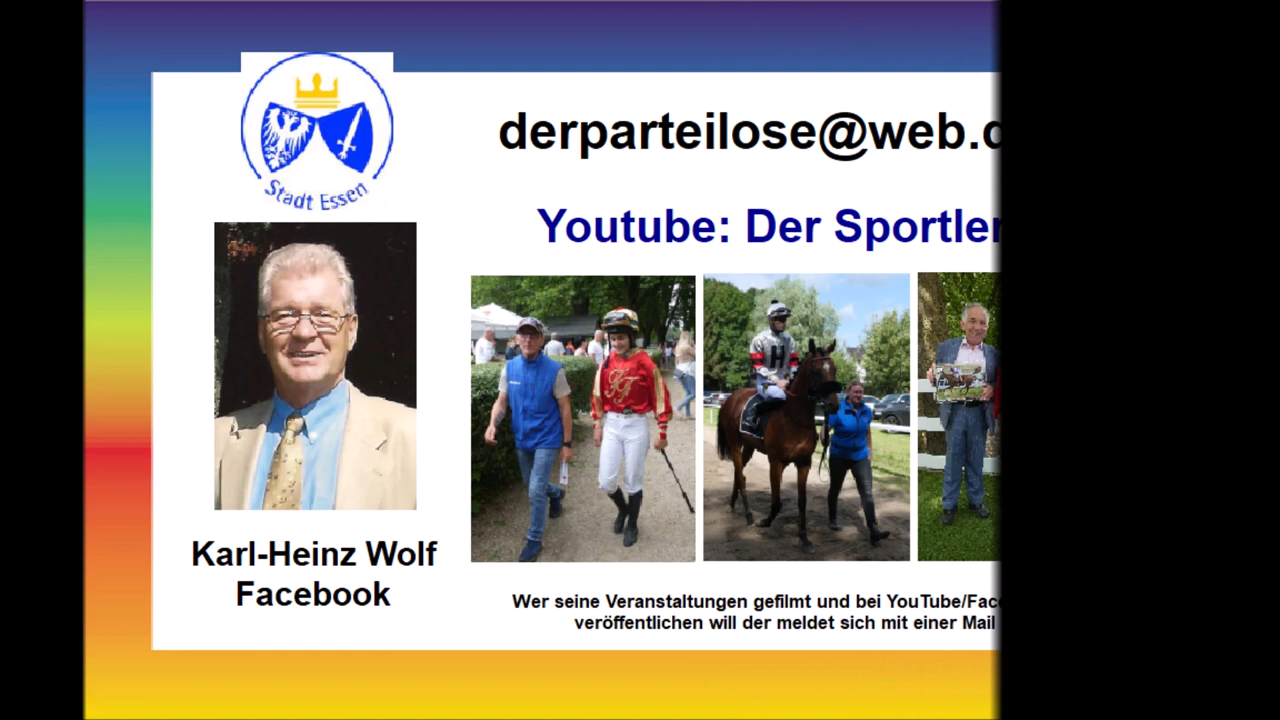 Stadt Essen
derparteilose@web.d
Youtube: Der Sportler
Karl-Heinz Wolf
Facebook
Wer seine Veranstaltungen gefilmt und bei YouTube/Face
veröffentlichen will der meldet sich mit einer Mail